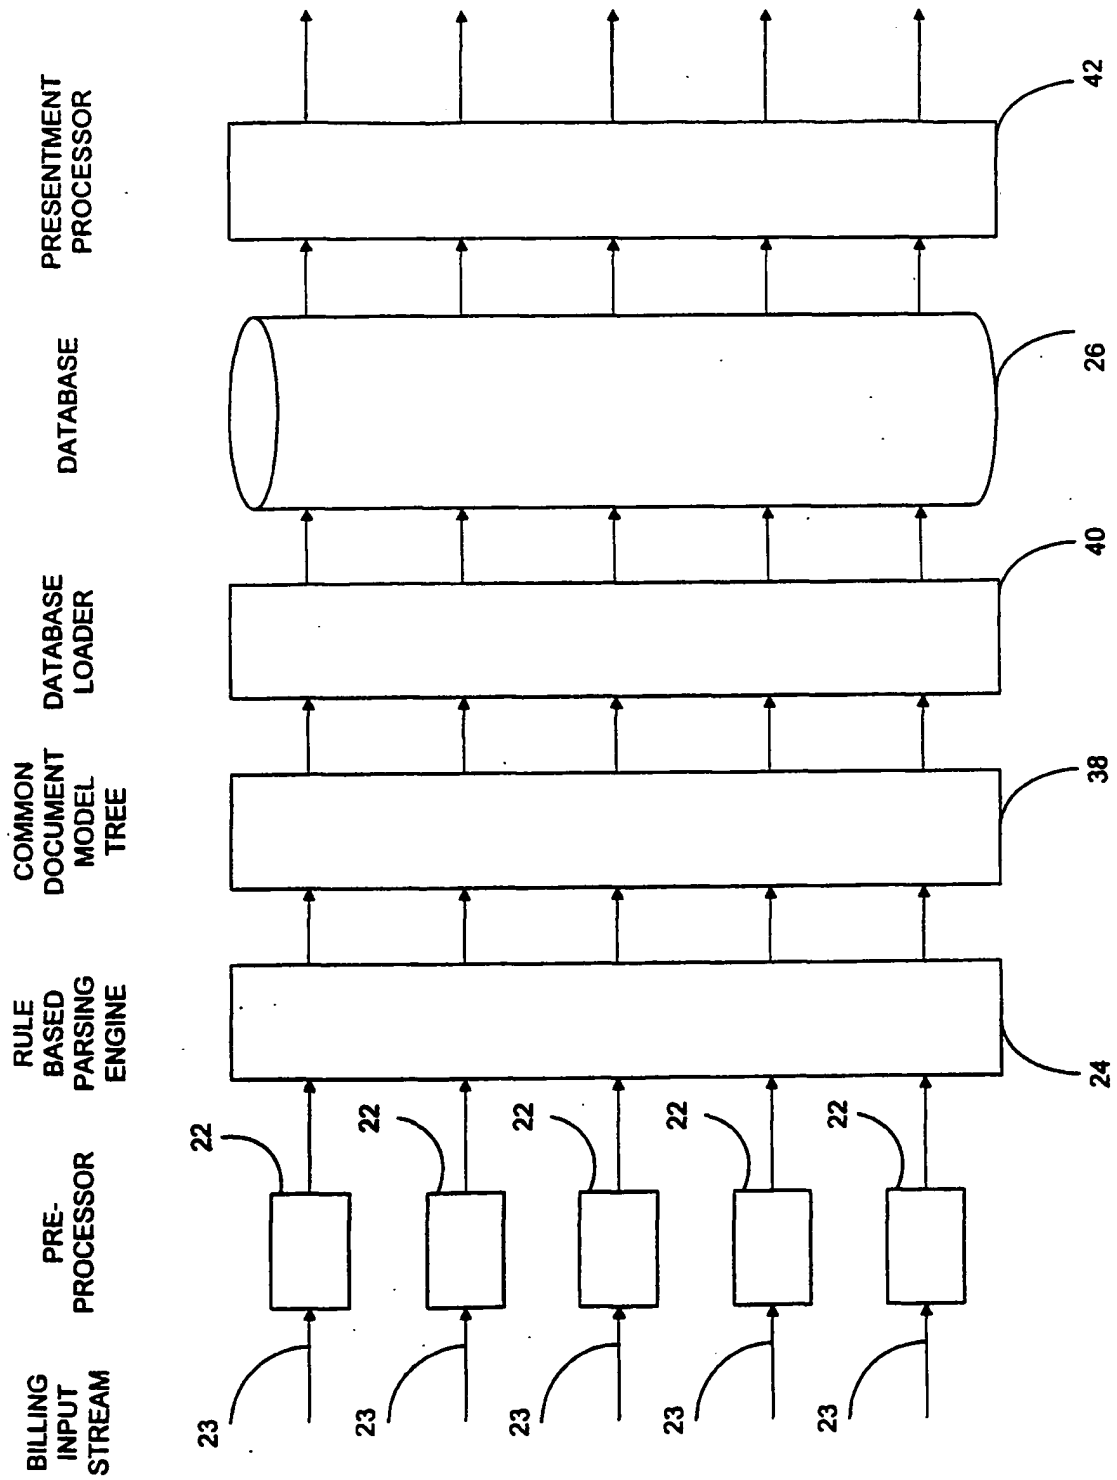 BILLING
INPUT
STREAM
PRE-
PROCESSOR
RULE
BASED
PARSING
ENGINE
COMMON
DOCUMENT
MODEL
TREE
DATABASE
LOADER
DATABASE
PRESENTMENT
PROCESSOR
23
22
23
22
23
22
23
22
23
22
24
38
40
26
42